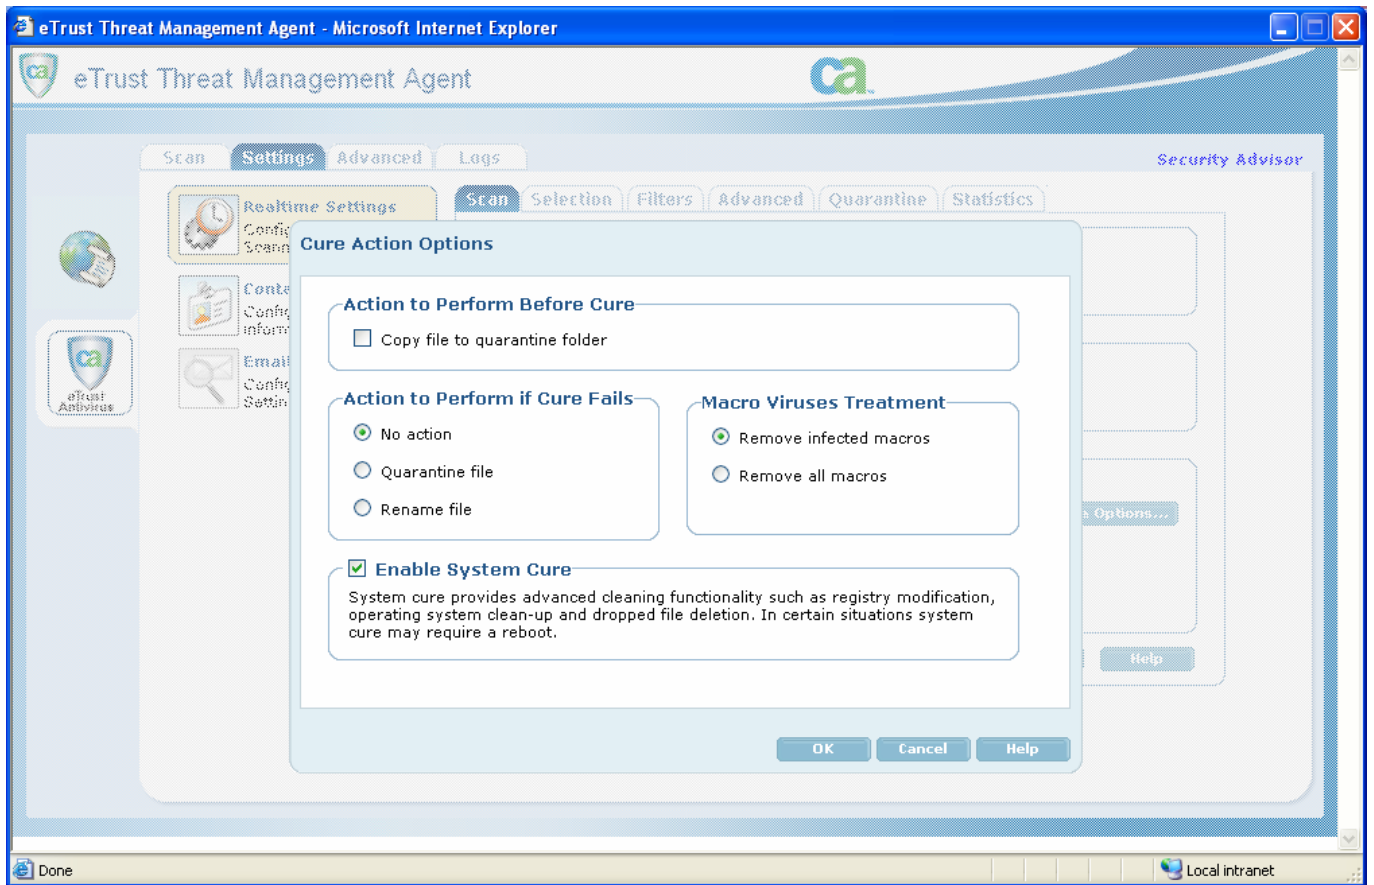 eTrust Threat Management Agent - Microsoft Internet Explorer
ca
eTrust Threat Management Agent
ca
Scan
Settings
Advanced
Logs
Security Advisor
Realtime Settings
Scan
Selection
Filters
Advanced
Quarantine
Statistics
Cure Action Options
Action to Perform Before Cure
Copy file to quarantine folder
Action to Perform if Cure Fails
No action
Quarantine file
Rename file
Macro Viruses Treatment
Remove infected macros
Remove all macros
Email
ca
eTrust
Antivirus
Options...
Enable System Cure
System cure provides advanced cleaning functionality such as registry modification,
operating system clean-up and dropped file deletion. In certain situations system
cure may require a reboot.
Help
OK
Cancel
Help
Done
Local intranet